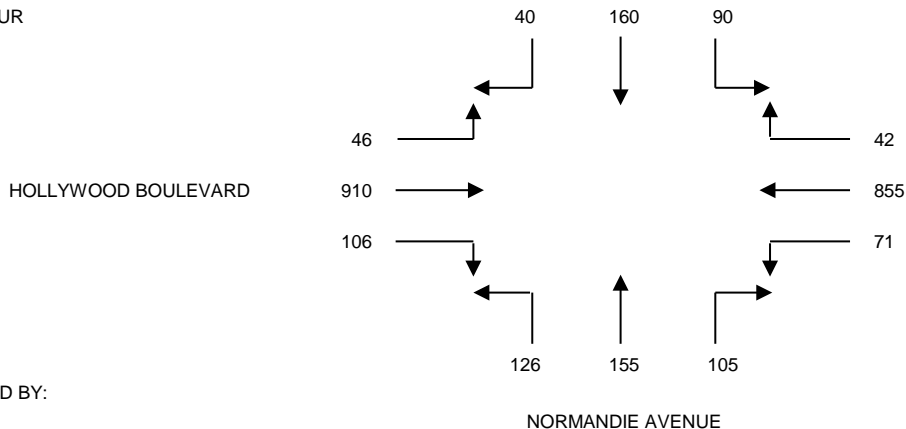 UR
40 160 90
46 42
HOLLYWOOD BOULEVARD 910 855
106 71
126 155 105
D BY:
NORMANDIE AVENUE